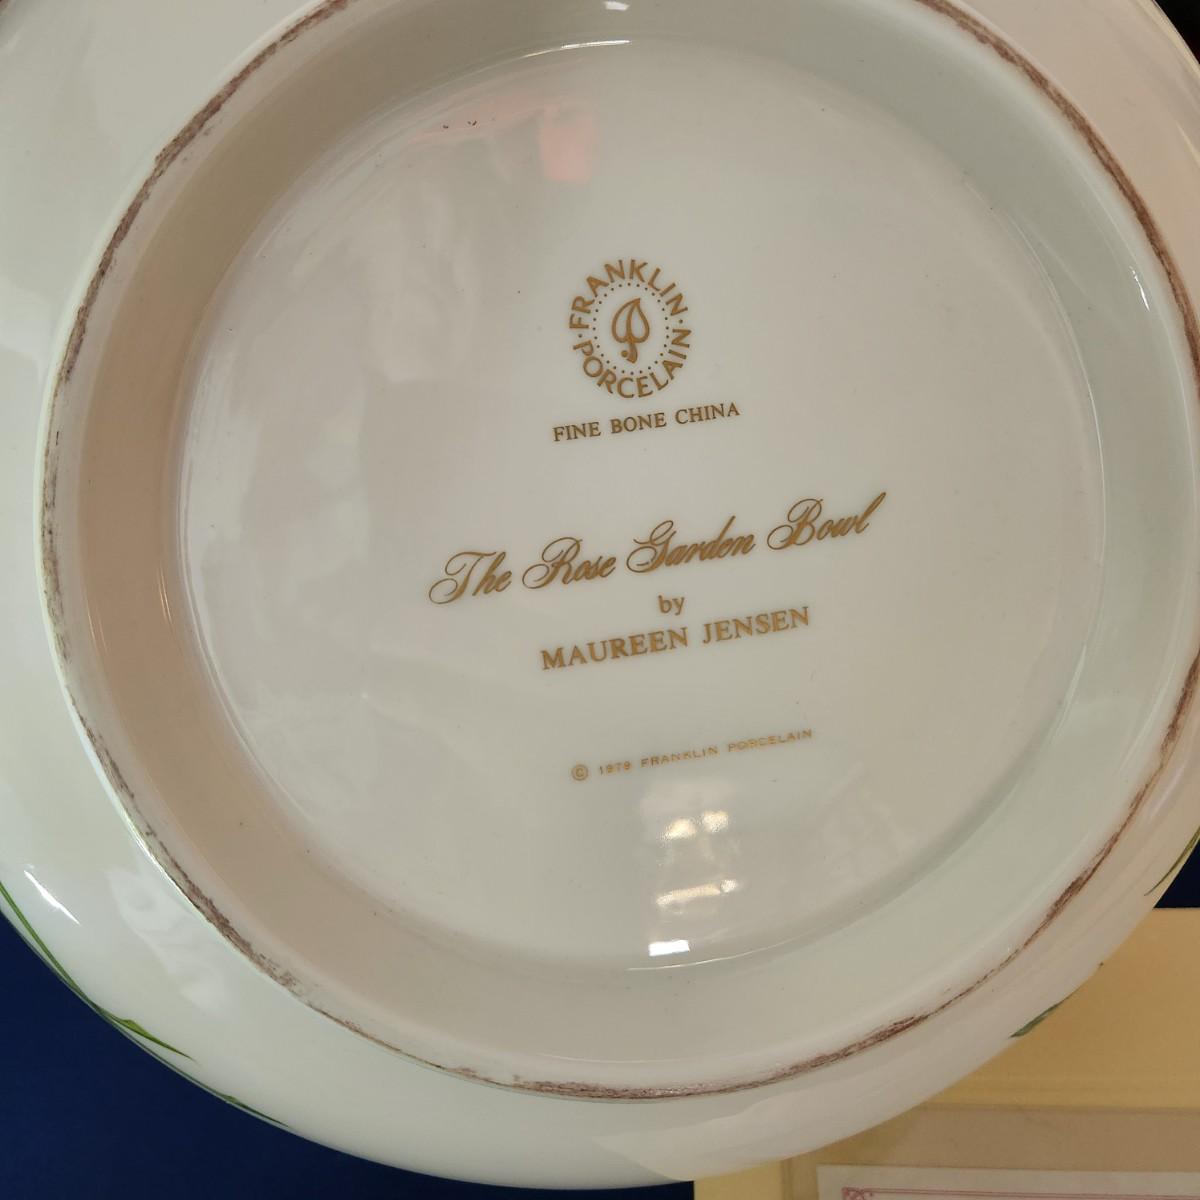 FRANKLIN
PORCELAIN
FINE BONE CHINA
The Rose Garden Bowl
by
MAUREEN JENSEN
© 1979 FRANKLIN PORCELAIN